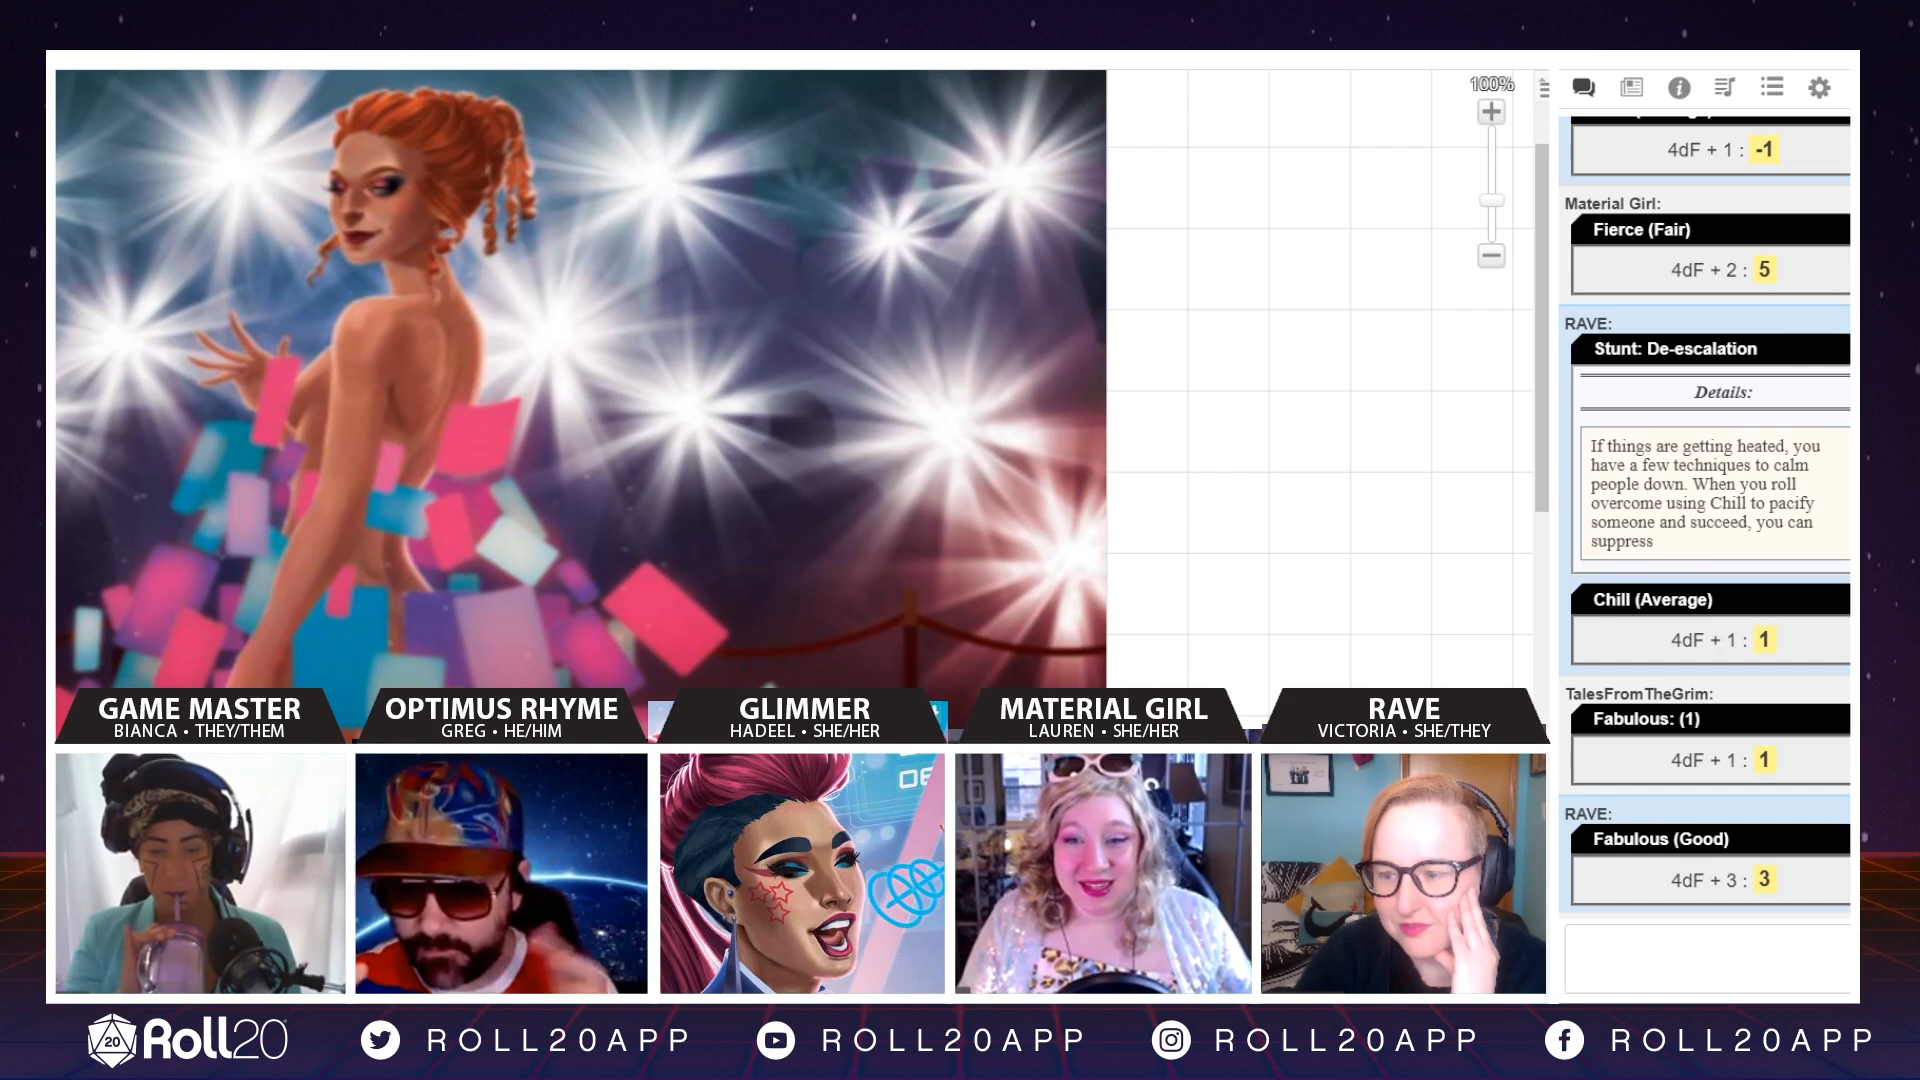 100%
4dF + 1 : -1
Material Girl:
Fierce (Fair)
4dF + 2 : 5
RAVE:
Stunt: De-escalation
Details:
If things are getting heated, you
have a few techniques to calm
people down. When you roll
overcome using Chill to pacify
someone and succeed, you can
suppress
Chill (Average)
4dF + 1 : 1
TalesFromTheGrim:
Fabulous: (1)
4dF + 1 : 1
RAVE:
Fabulous (Good)
4dF + 3 : 3
GAME MASTER
BIANCA • THEY/THEM
OPTIMUS RHYME
GREG • HE/HIM
GLIMMER
HADEEL • SHE/HER
MATERIAL GIRL
LAUREN • SHE/HER
RAVE
VICTORIA • SHE/THEY
20 Roll20
ROLL20APP
ROLL20APP
ROLL20APP
ROLL20APP